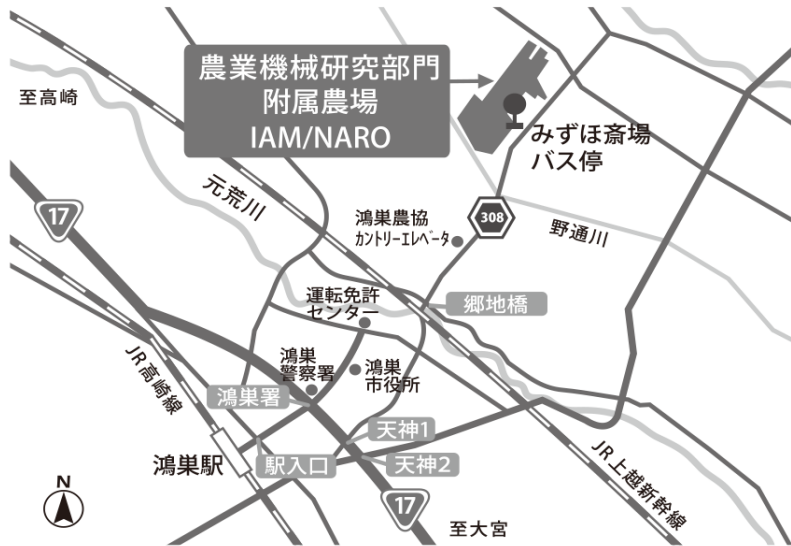 農業機械研究部門
附属農場
IAM/NARO
至高崎
みずほ斎場
バス停
17
元荒川
308
鴻巣農協
カントリーエレベータ
野通川
運転免許
センター
郷地橋
JR高崎線
鴻巣
警察署
鴻巣
市役所
鴻巣署
天神1
鴻巣駅
駅入口
天神2
JR上越新幹線
N
17
至大宮